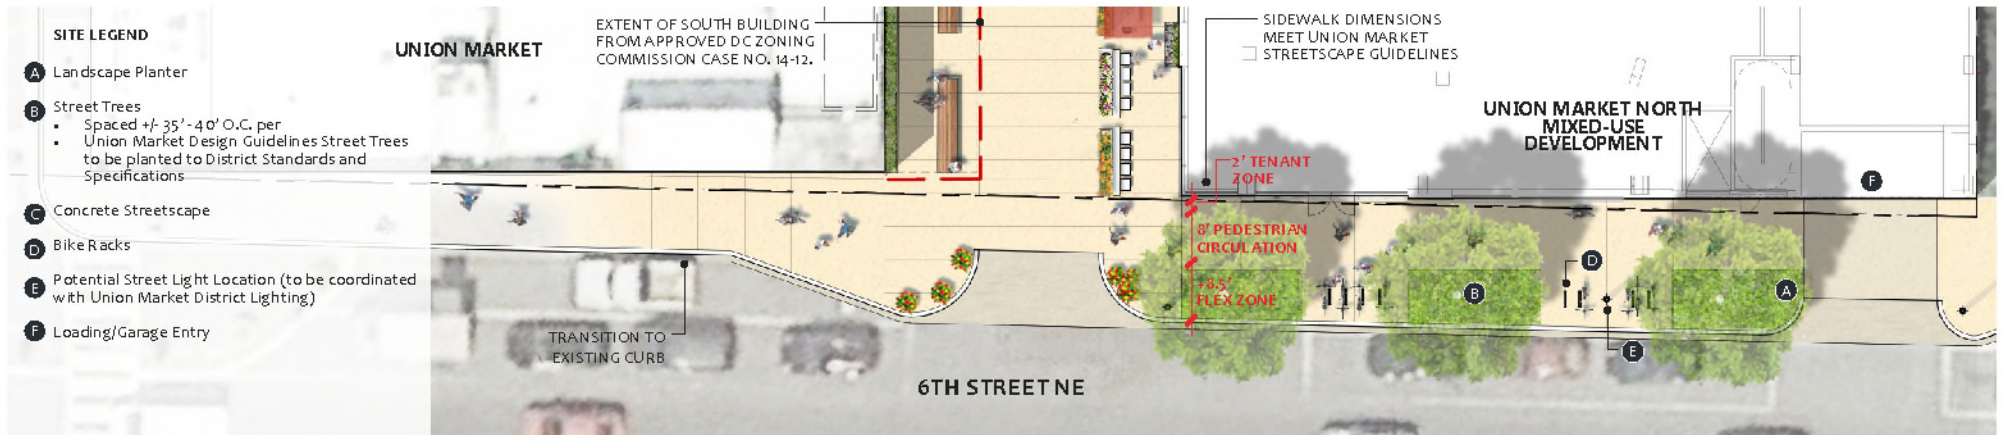 SITE LEGEND
A Landscape Planter
B Street Trees
• Spaced +/- 35' - 40' O.C. per
• Union Market Design Guidelines Street Trees
to be planted to District Standards and
Specifications
C Concrete Streetscape
D Bike Racks
E Potential Street Light Location (to be coordinated
with Union Market District Lighting)
F Loading/Garage Entry
UNION MARKET
EXTENT OF SOUTH BUILDING
FROM APPROVED DC ZONING
COMMISSION CASE NO. 14-12.
SIDEWALK DIMENSIONS
MEET UNION MARKET
STREETSCAPE GUIDELINES
UNION MARKET NORTH
MIXED-USE
DEVELOPMENT
2' TENANT
ZONE
8' PEDESTRIAN
CIRCULATION
+8.5'
FLEX ZONE
F
D
B
A
E
TRANSITION TO
EXISTING CURB
6TH STREET NE